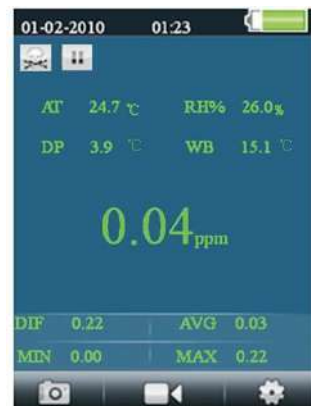 01-02-2010 01:23
AT 24.7 ℃ RH% 26.0%
DP 3.9 ℃ WB 15.1 ℃
0.04ppm
DIF 0.22 AVG 0.03
MIN 0.00 MAX 0.22